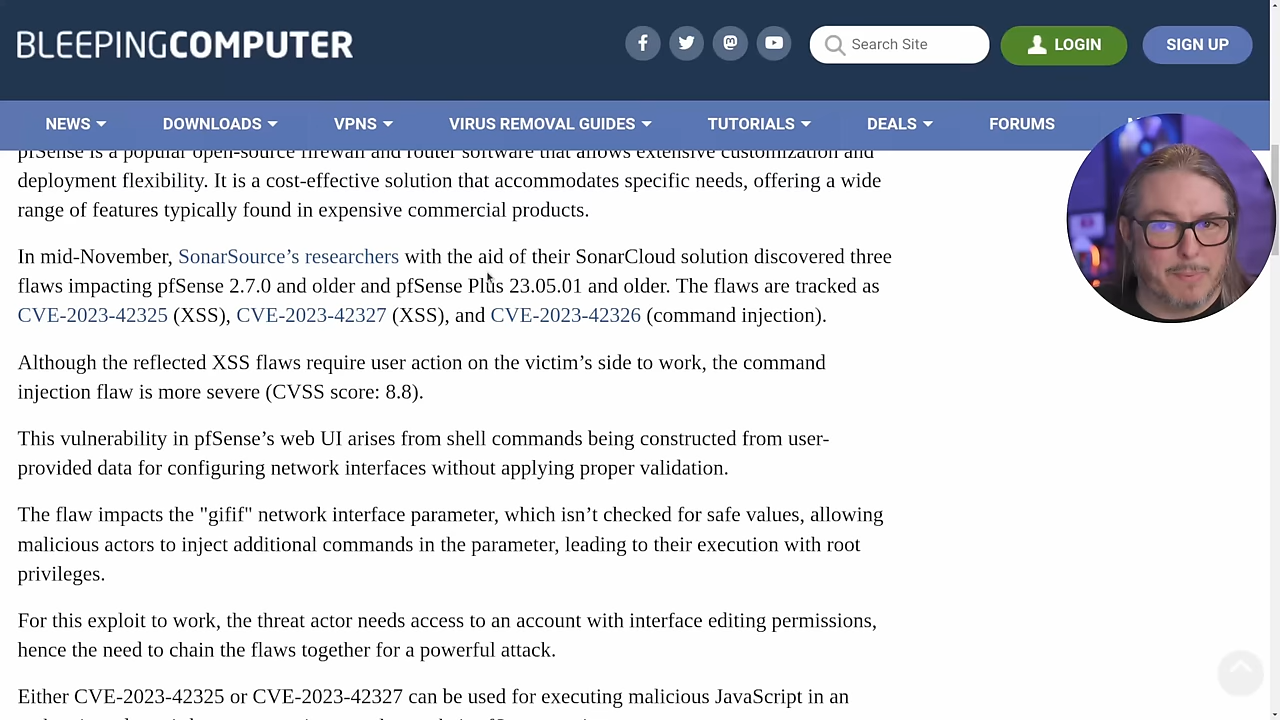 BLEEPINGCOMPUTER
Search Site
LOGIN
SIGN UP
NEWS
DOWNLOADS
VPNS
VIRUS REMOVAL GUIDES
TUTORIALS
DEALS
FORUMS
pfSense is a popular open-source firewall and router software that allows extensive customization and
deployment flexibility. It is a cost-effective solution that accommodates specific needs, offering a wide
range of features typically found in expensive commercial products.
In mid-November, SonarSource’s researchers with the aid of their SonarCloud solution discovered three
flaws impacting pfSense 2.7.0 and older and pfSense Plus 23.05.01 and older. The flaws are tracked as
CVE-2023-42325 (XSS), CVE-2023-42327 (XSS), and CVE-2023-42326 (command injection).
Although the reflected XSS flaws require user action on the victim’s side to work, the command
injection flaw is more severe (CVSS score: 8.8).
This vulnerability in pfSense’s web UI arises from shell commands being constructed from user-
provided data for configuring network interfaces without applying proper validation.
The flaw impacts the "gifif" network interface parameter, which isn’t checked for safe values, allowing
malicious actors to inject additional commands in the parameter, leading to their execution with root
privileges.
For this exploit to work, the threat actor needs access to an account with interface editing permissions,
hence the need to chain the flaws together for a powerful attack.
Either CVE-2023-42325 or CVE-2023-42327 can be used for executing malicious JavaScript in an